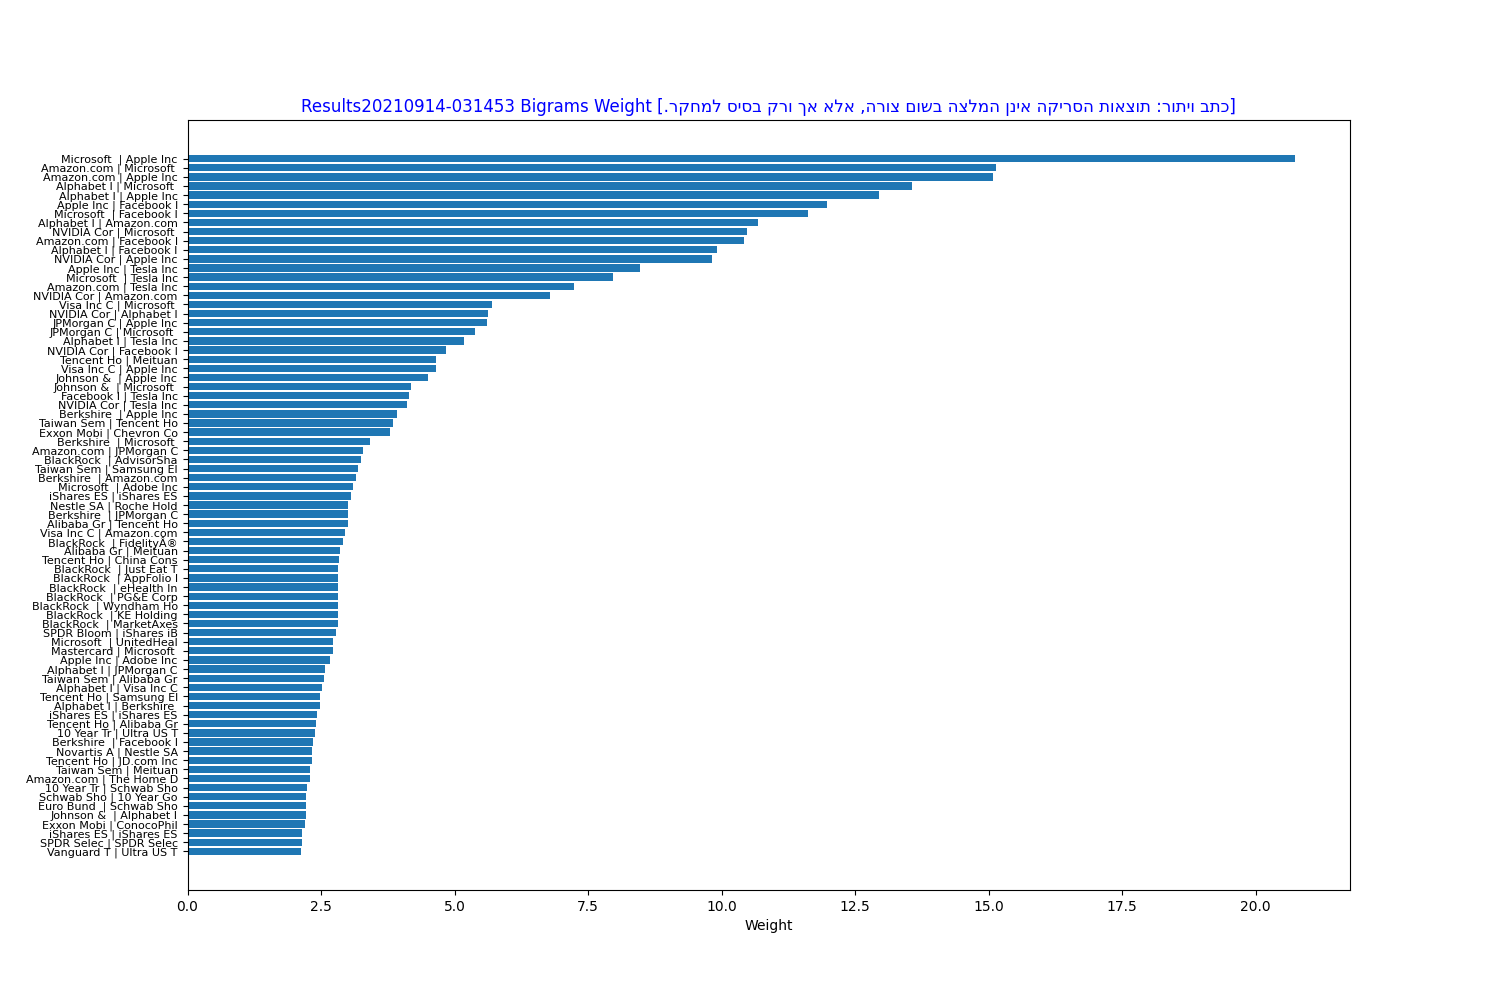 Results20210914-031453 Bigrams Weight [.כתב ויתור: תוצאות הסריקה אינן המלצה בשום צורה, אלא אך ורק בסיס למחקר]
Microsoft | Apple Inc
Amazon.com | Microsoft
Amazon.com | Apple Inc
Alphabet I | Microsoft
Alphabet I | Apple Inc
Apple Inc | Facebook I
Microsoft | Facebook I
Alphabet I | Amazon.com
NVIDIA Cor | Microsoft
Amazon.com | Facebook I
Alphabet I | Facebook I
NVIDIA Cor | Apple Inc
Apple Inc | Tesla Inc
Microsoft | Tesla Inc
Amazon.com | Tesla Inc
NVIDIA Cor | Amazon.com
Visa Inc C | Microsoft
NVIDIA Cor | Alphabet I
JPMorgan C | Apple Inc
JPMorgan C | Microsoft
Alphabet I | Tesla Inc
NVIDIA Cor | Facebook I
Tencent Ho | Meituan
Visa Inc C | Apple Inc
Johnson & | Apple Inc
Johnson & | Microsoft
Facebook I | Tesla Inc
NVIDIA Cor | Tesla Inc
Berkshire | Apple Inc
Taiwan Sem | Tencent Ho
Exxon Mobi | Chevron Co
Berkshire | Microsoft
Amazon.com | JPMorgan C
BlackRock | AdvisorSha
Taiwan Sem | Samsung El
Berkshire | Amazon.com
Microsoft | Adobe Inc
iShares ES | iShares ES
Nestle SA | Roche Hold
Berkshire | JPMorgan C
Alibaba Gr | Tencent Ho
Visa Inc C | Amazon.com
BlackRock | FidelityÂ®
Alibaba Gr | Meituan
Tencent Ho | China Cons
BlackRock | Just Eat T
BlackRock | AppFolio I
BlackRock | eHealth In
BlackRock | PG&E Corp
BlackRock | Wyndham Ho
BlackRock | KE Holding
BlackRock | MarketAxes
SPDR Bloom | iShares iB
Microsoft | UnitedHeal
Mastercard | Microsoft
Apple Inc | Adobe Inc
Alphabet I | JPMorgan C
Taiwan Sem | Alibaba Gr
Alphabet I | Visa Inc C
Tencent Ho | Samsung El
Alphabet I | Berkshire
iShares ES | iShares ES
Tencent Ho | Alibaba Gr
10 Year Tr | Ultra US T
Berkshire | Facebook I
Novartis A | Nestle SA
Tencent Ho | JD.com Inc
Taiwan Sem | Meituan
Amazon.com | The Home D
10 Year Tr | Schwab Sho
Schwab Sho | 10 Year Go
Euro Bund | Schwab Sho
Johnson & | Alphabet I
Exxon Mobi | ConocoPhil
iShares ES | iShares ES
SPDR Selec | SPDR Selec
Vanguard T | Ultra US T
0.0 2.5 5.0 7.5 10.0 12.5 15.0 17.5 20.0
Weight